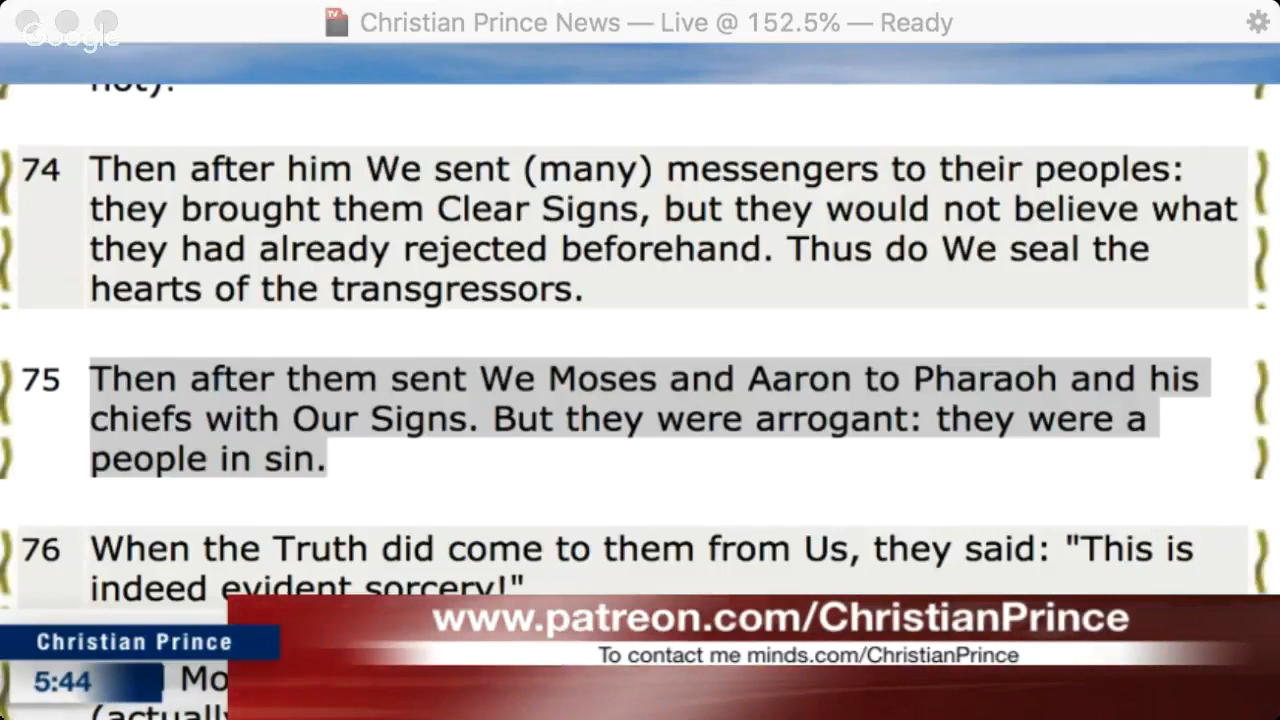 Christian Prince News — Live @ 152.5% — Ready
Google
not).
74 Then after him We sent (many) messengers to their peoples:
they brought them Clear Signs, but they would not believe what
they had already rejected beforehand. Thus do We seal the
hearts of the transgressors.
75 Then after them sent We Moses and Aaron to Pharaoh and his
chiefs with Our Signs. But they were arrogant: they were a
people in sin.
76 When the Truth did come to them from Us, they said: "This is
indeed evident sorcery!"
www.patreon.com/ChristianPrince
Christian Prince
To contact me minds.com/ChristianPrince
5:44